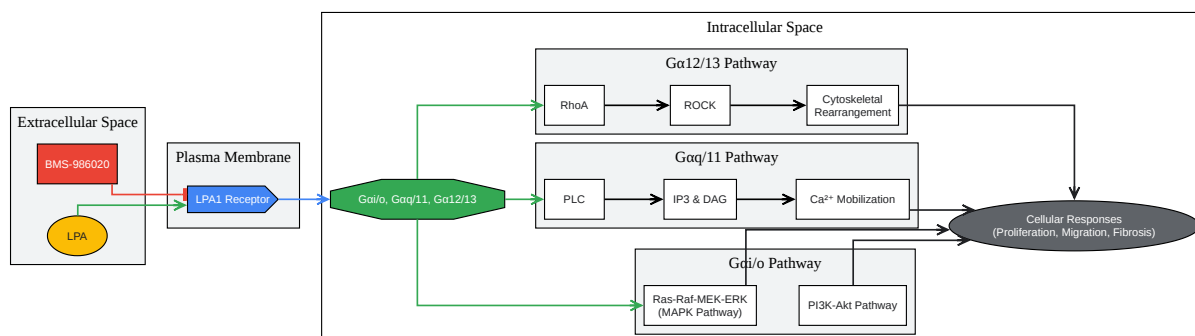 Intracellular Space
Gα12/13 Pathway
RhoA
ROCK
Cytoskeletal
Rearrangement
Extracellular Space
BMS-986020
LPA
Plasma Membrane
LPA1 Receptor
Gαi/o, Gαq/11, Gα12/13
Gαq/11 Pathway
PLC
IP3 & DAG
Ca²⁺ Mobilization
Cellular Responses
(Proliferation, Migration, Fibrosis)
Gαi/o Pathway
Ras-Raf-MEK-ERK
(MAPK Pathway)
PI3K-Akt Pathway